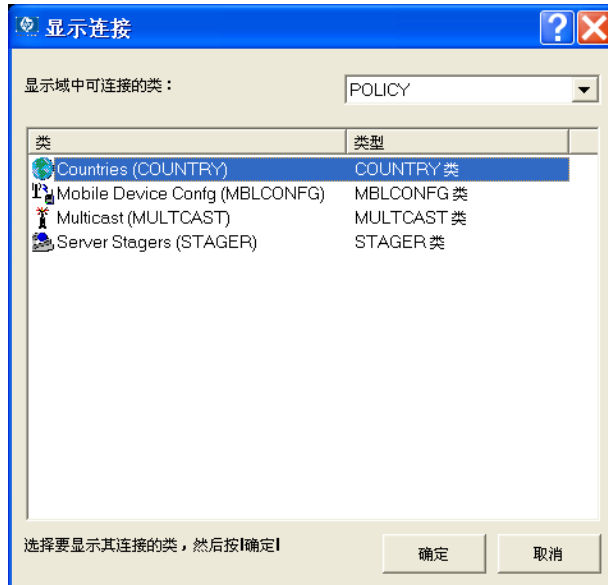 显示连接
显示域中可连接的类：
POLICY
类 类型
Countries (COUNTRY) COUNTRY类
Mobile Device Confg (MBLCONFG) MBLCONFG类
Multicast (MULTCAST) MULTCAST类
Server Stagers (STAGER) STAGER类
选择要显示其连接的类，然后按|确定|
确定 取消